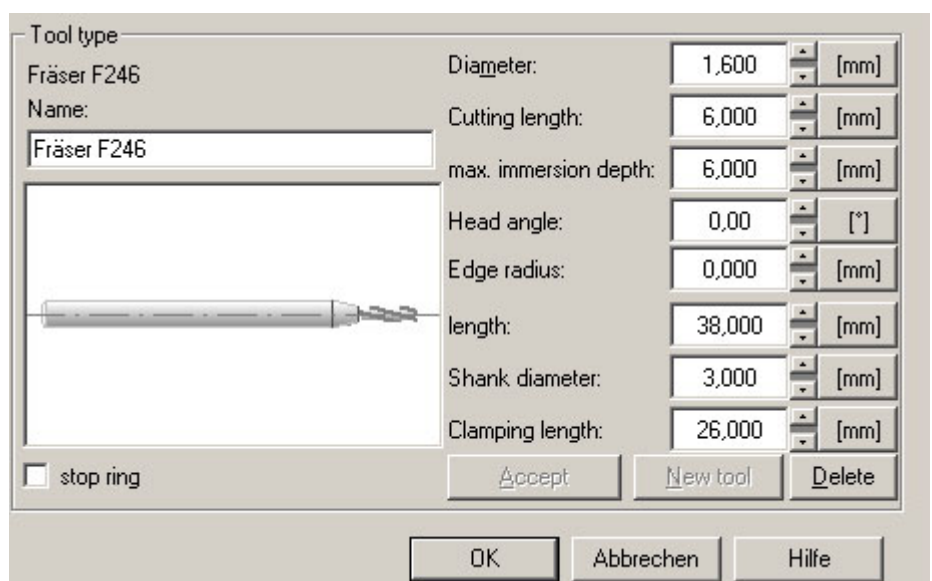 Tool type
Fräser F246
Name:
Fräser F246
Diameter: 1,600 [mm]
Cutting length: 6,000 [mm]
max. immersion depth: 6,000 [mm]
Head angle: 0,00 [°]
Edge radius: 0,000 [mm]
length: 38,000 [mm]
Shank diameter: 3,000 [mm]
Clamping length: 26,000 [mm]
stop ring
Accept New tool Delete
OK Abbrechen Hilfe